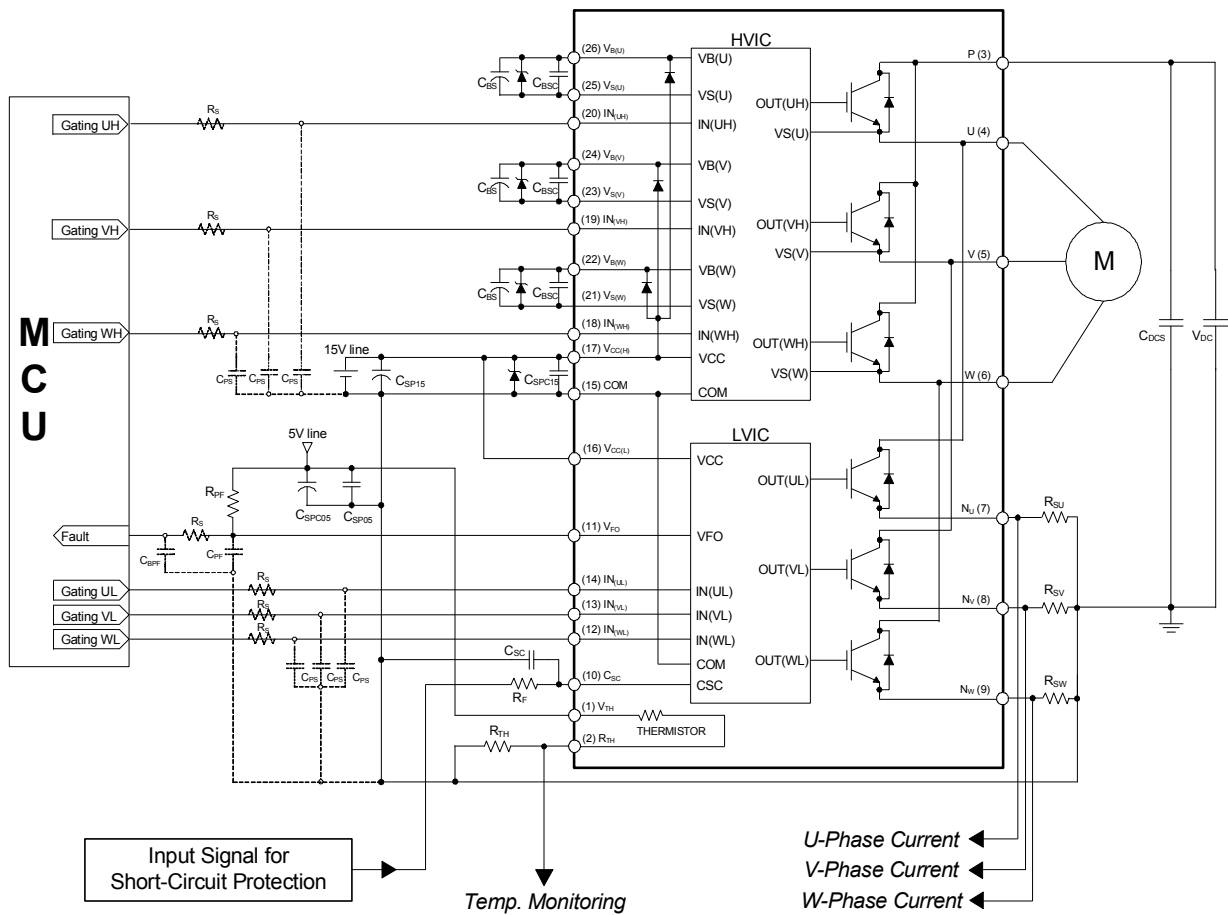 HVIC
(26) VB(U)
VB(U)
CBS
CBSC
(25) VS(U)
VS(U)
OUT(UH)
P (3)
Gating UH
RS
(20) IN(UH)
IN(UH)
VS(U)
U (4)
(24) VB(V)
VB(V)
CBS
CBSC
(23) VS(V)
VS(V)
Gating VH
RS
(19) IN(VH)
IN(VH)
OUT(VH)
VS(V)
V (5)
M
(22) VB(W)
VB(W)
CBS
CBSC
(21) VS(W)
VS(W)
Gating WH
RS
(18) IN(WH)
IN(WH)
OUT(WH)
CDCS
VDC
15V line
(17) VCC(H)
VCC
VS(W)
W (6)
CPS
CPS
CPS
CSP15
CSPC15
(15) COM
COM
MCU
5V line
LVIC
(16) VCC(L)
VCC
OUT(UL)
RPF
CSPC05
CSP05
NU (7)
RSU
Fault
RS
(11) VFO
VFO
CBPF
CPF
OUT(VL)
Gating UL
RS
(14) IN(UL)
IN(UL)
Gating VL
RS
(13) IN(VL)
IN(VL)
NV (8)
RSV
Gating WL
RS
(12) IN(WL)
IN(WL)
CPS
CPS
CPS
CSC
COM
OUT(WL)
RF
(10) CSC
CSC
NW (9)
RSW
(1) VTH
THERMISTOR
RTH
(2) RTH
Input Signal for
Short-Circuit Protection
Temp. Monitoring
U-Phase Current
V-Phase Current
W-Phase Current